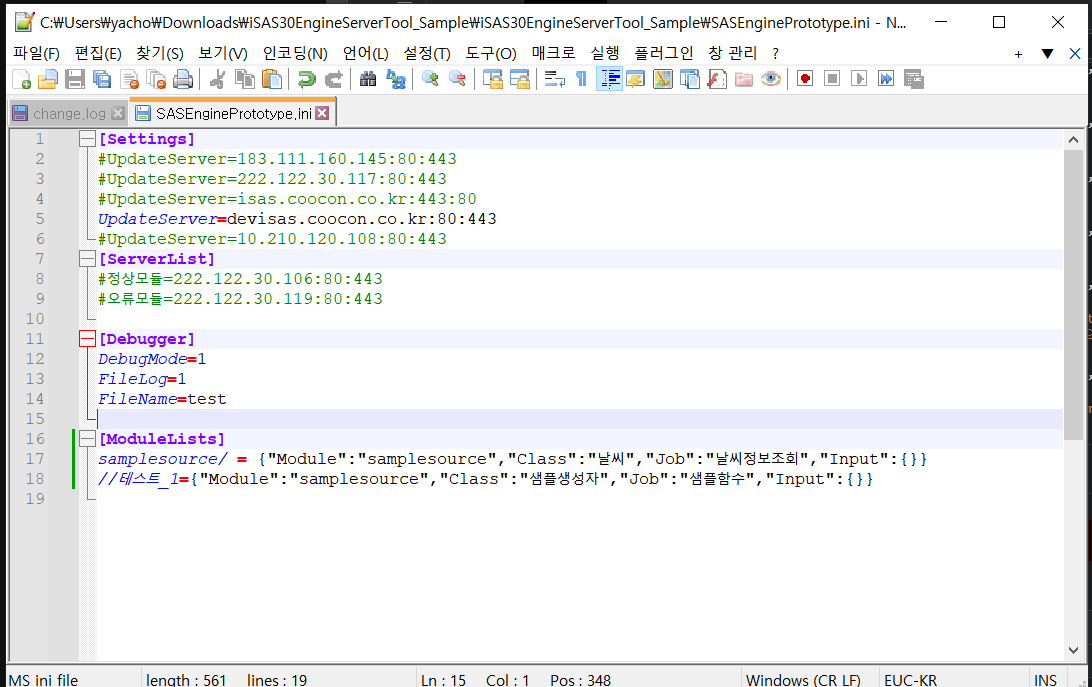 C:₩Users₩yacho₩Downloads₩iSAS30EngineServerTool_Sample₩iSAS30EngineServerTool_Sample₩SASEnginePrototype.ini - N...
파일(F) 편집(E) 찾기(S) 보기(V) 인코딩(N) 언어(L) 설정(T) 도구(O) 매크로 실행 플러그인 창 관리 ? + ▼ X
change.log SASEnginePrototype.ini
1 [Settings]
2 #UpdateServer=183.111.160.145:80:443
3 #UpdateServer=222.122.30.117:80:443
4 #UpdateServer=isas.coocon.co.kr:443:80
5 UpdateServer=devisas.coocon.co.kr:80:443
6 #UpdateServer=10.210.120.108:80:443
7 [ServerList]
8 #정상모듈=222.122.30.106:80:443
9 #오류모듈=222.122.30.119:80:443
10
11 [Debugger]
12 DebugMode=1
13 FileLog=1
14 FileName=test
15
16 [ModuleLists]
17 samplesource/ = {"Module":"samplesource","Class":"날씨","Job":"날씨정보조회","Input":{}}
18 //테스트_1={"Module":"samplesource","Class":"샘플생성자","Job":"샘플함수","Input":{}}
19
MS ini file length : 561 lines : 19 Ln : 15 Col : 1 Pos : 348 Windows (CR LF) EUC-KR INS